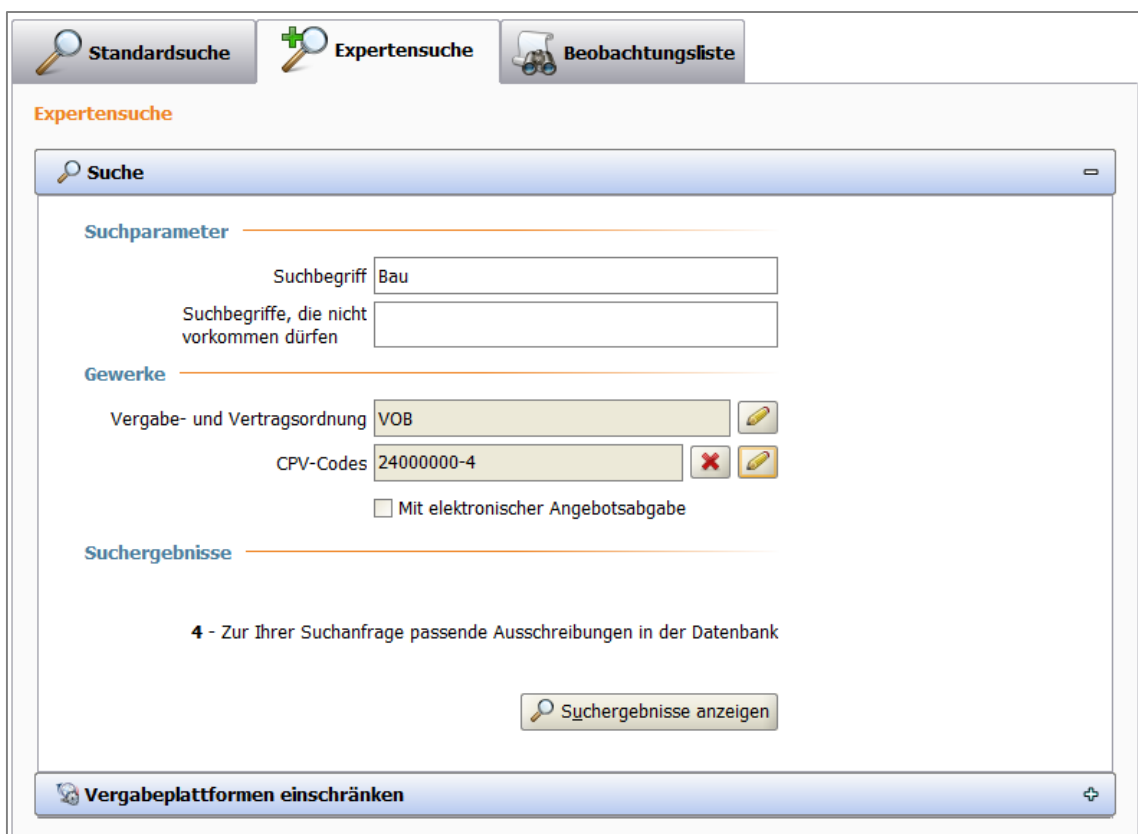 Standardsuche
Expertensuche
Beobachtungsliste
Expertensuche
Suche
Suchparameter
Suchbegriff Bau
Suchbegriffe, die nicht
vorkommen dürfen
Gewerke
Vergabe- und Vertragsordnung VOB
CPV-Codes 24000000-4
Mit elektronischer Angebotsabgabe
Suchergebnisse
4 - Zur Ihrer Suchanfrage passende Ausschreibungen in der Datenbank
Suchergebnisse anzeigen
Vergabeplattformen einschränken